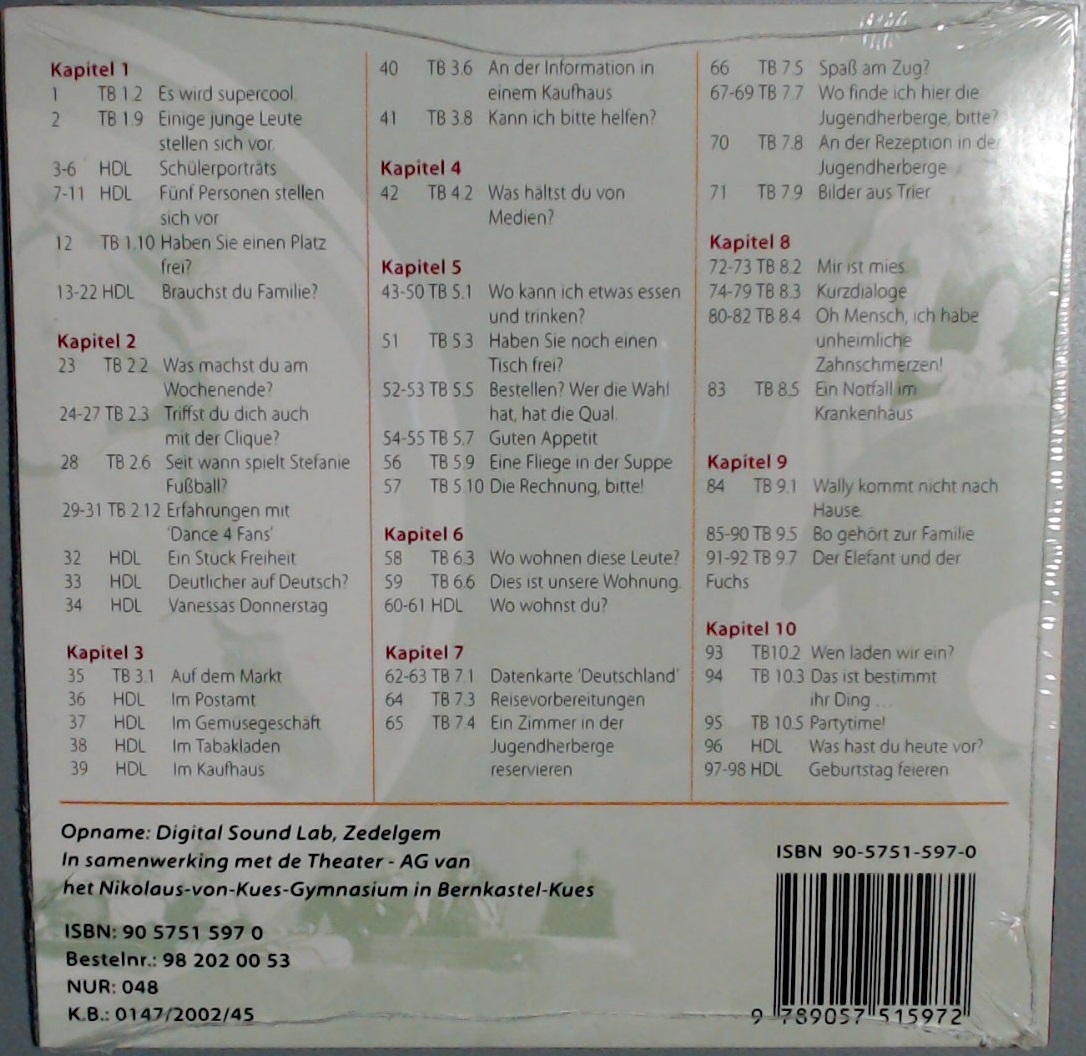 Kapitel 1
1 TB 1.2 Es wird supercool.
2 TB 1.9 Einige junge Leute
stellen sich vor.
3-6 HDL Schülerporträts
7-11 HDL Fünf Personen stellen
sich vor
12 TB 1.10 Haben Sie einen Platz
frei?
13-22 HDL Brauchst du Familie?
Kapitel 2
23 TB 2.2 Was machst du am
Wochenende?
24-27 TB 2.3 Triffst du dich auch
mit der Clique?
28 TB 2.6 Seit wann spielt Stefanie
Fußball?
29-31 TB 2.12 Erfahrungen mit
'Dance 4 Fans'
32 HDL Ein Stuck Freiheit
33 HDL Deutlicher auf Deutsch?
34 HDL Vanessas Donnerstag
Kapitel 3
35 TB 3.1 Auf dem Markt
36 HDL Im Postamt
37 HDL Im Gemüsegeschäft
38 HDL Im Tabakladen
39 HDL Im Kaufhaus
40 TB 3.6 An der Information in
einem Kaufhaus
41 TB 3.8 Kann ich bitte helfen?
Kapitel 4
42 TB 4.2 Was hältst du von
Medien?
Kapitel 5
43-50 TB 5.1 Wo kann ich etwas essen
und trinken?
51 TB 5.3 Haben Sie noch einen
Tisch frei?
52-53 TB 5.5 Bestellen? Wer die Wahl
hat, hat die Qual.
54-55 TB 5.7 Guten Appetit
56 TB 5.9 Eine Fliege in der Suppe
57 TB 5.10 Die Rechnung, bitte!
Kapitel 6
58 TB 6.3 Wo wohnen diese Leute?
59 TB 6.6 Dies ist unsere Wohnung.
60-61 HDL Wo wohnst du?
Kapitel 7
62-63 TB 7.1 Datenkarte 'Deutschland'
64 TB 7.3 Reisevorbereitungen
65 TB 7.4 Ein Zimmer in der
Jugendherberge
reservieren
66 TB 7.5 Spaß am Zug?
67-69 TB 7.7 Wo finde ich hier die
Jugendherberge, bitte?
70 TB 7.8 An der Rezeption in der
Jugendherberge
71 TB 7.9 Bilder aus Trier
Kapitel 8
72-73 TB 8.2 Mir ist mies.
74-79 TB 8.3 Kurzdialoge
80-82 TB 8.4 Oh Mensch, ich habe
unheimliche
Zahnschmerzen!
83 TB 8.5 Ein Notfall im
Krankenhaus
Kapitel 9
84 TB 9.1 Wally kommt nicht nach
Hause.
85-90 TB 9.5 Bo gehört zur Familie
91-92 TB 9.7 Der Elefant und der
Fuchs
Kapitel 10
93 TB10.2 Wen laden wir ein?
94 TB 10.3 Das ist bestimmt
ihr Ding ...
95 TB 10.5 Partytime!
96 HDL Was hast du heute vor?
97-98 HDL Geburtstag feieren
Opname: Digital Sound Lab, Zedelgem
In samenwerking met de Theater - AG van
het Nikolaus-von-Kues-Gymnasium in Bernkastel-Kues
ISBN: 90 5751 597 0
Bestelnr.: 98 202 00 53
NUR: 048
K.B.: 0147/2002/45
ISBN 90-5751-597-0
9 789057 515972